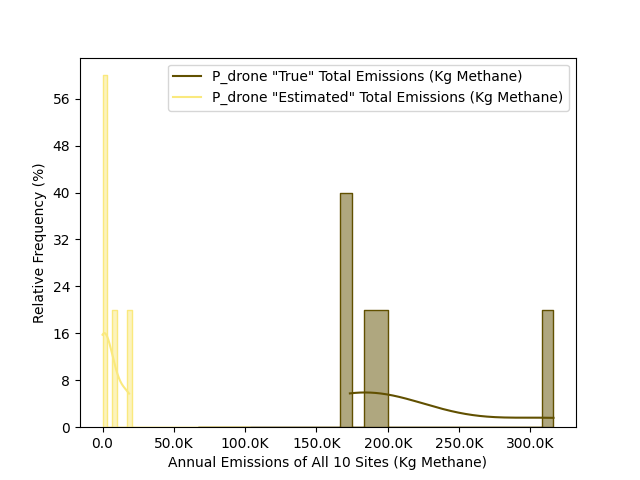 P_drone "True" Total Emissions (Kg Methane)
P_drone "Estimated" Total Emissions (Kg Methane)
56
48
40
32
24
16
8
0
Relative Frequency (%)
0.0 50.0K 100.0K 150.0K 200.0K 250.0K 300.0K
Annual Emissions of All 10 Sites (Kg Methane)